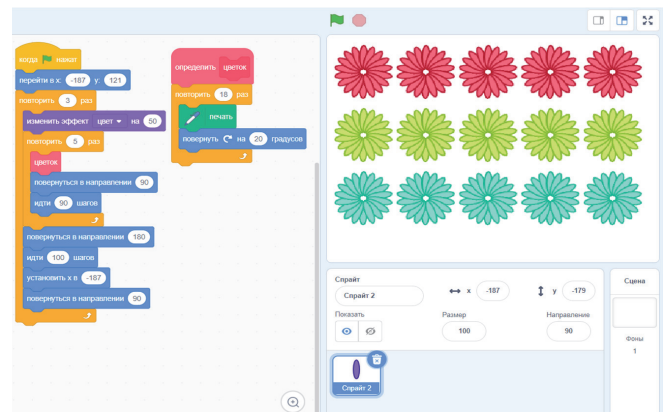 когда нажат
перейти в x: -187 y: 121
повторить 3 раз
изменить эффект цвет на 50
повторить 5 раз
цветок
повернуться в направлении 90
идти 90 шагов
повернуться в направлении 180
идти 100 шагов
установить x в -187
повернуться в направлении 90
определить цветок
повторить 18 раз
печать
повернуть на 20 градусов
Спрайт
Спрайт 2 x -187 y -179
Показать Размер Направление
100 90
Спрайт 2
Сцена
Фоны
1